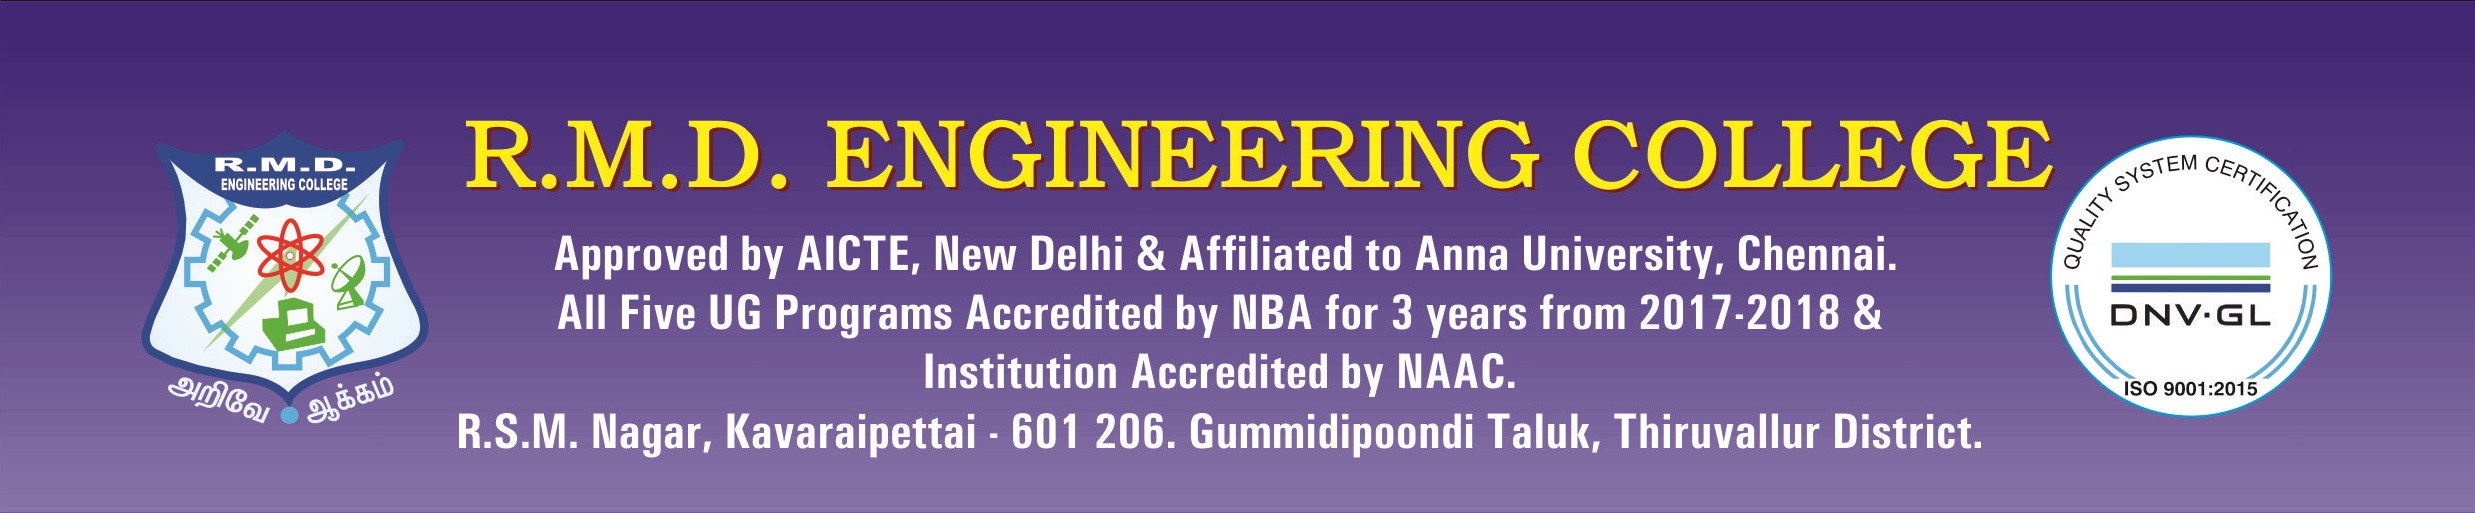 R.M.D.
ENGINEERING COLLEGE
அறிவே ஆக்கம்
R.M.D. ENGINEERING COLLEGE
Approved by AICTE, New Delhi & Affiliated to Anna University, Chennai.
All Five UG Programs Accredited by NBA for 3 years from 2017-2018 &
Institution Accredited by NAAC.
R.S.M. Nagar, Kavaraipettai - 601 206. Gummidipoondi Taluk, Thiruvallur District.
QUALITY SYSTEM CERTIFICATION
DNV·GL
ISO 9001:2015